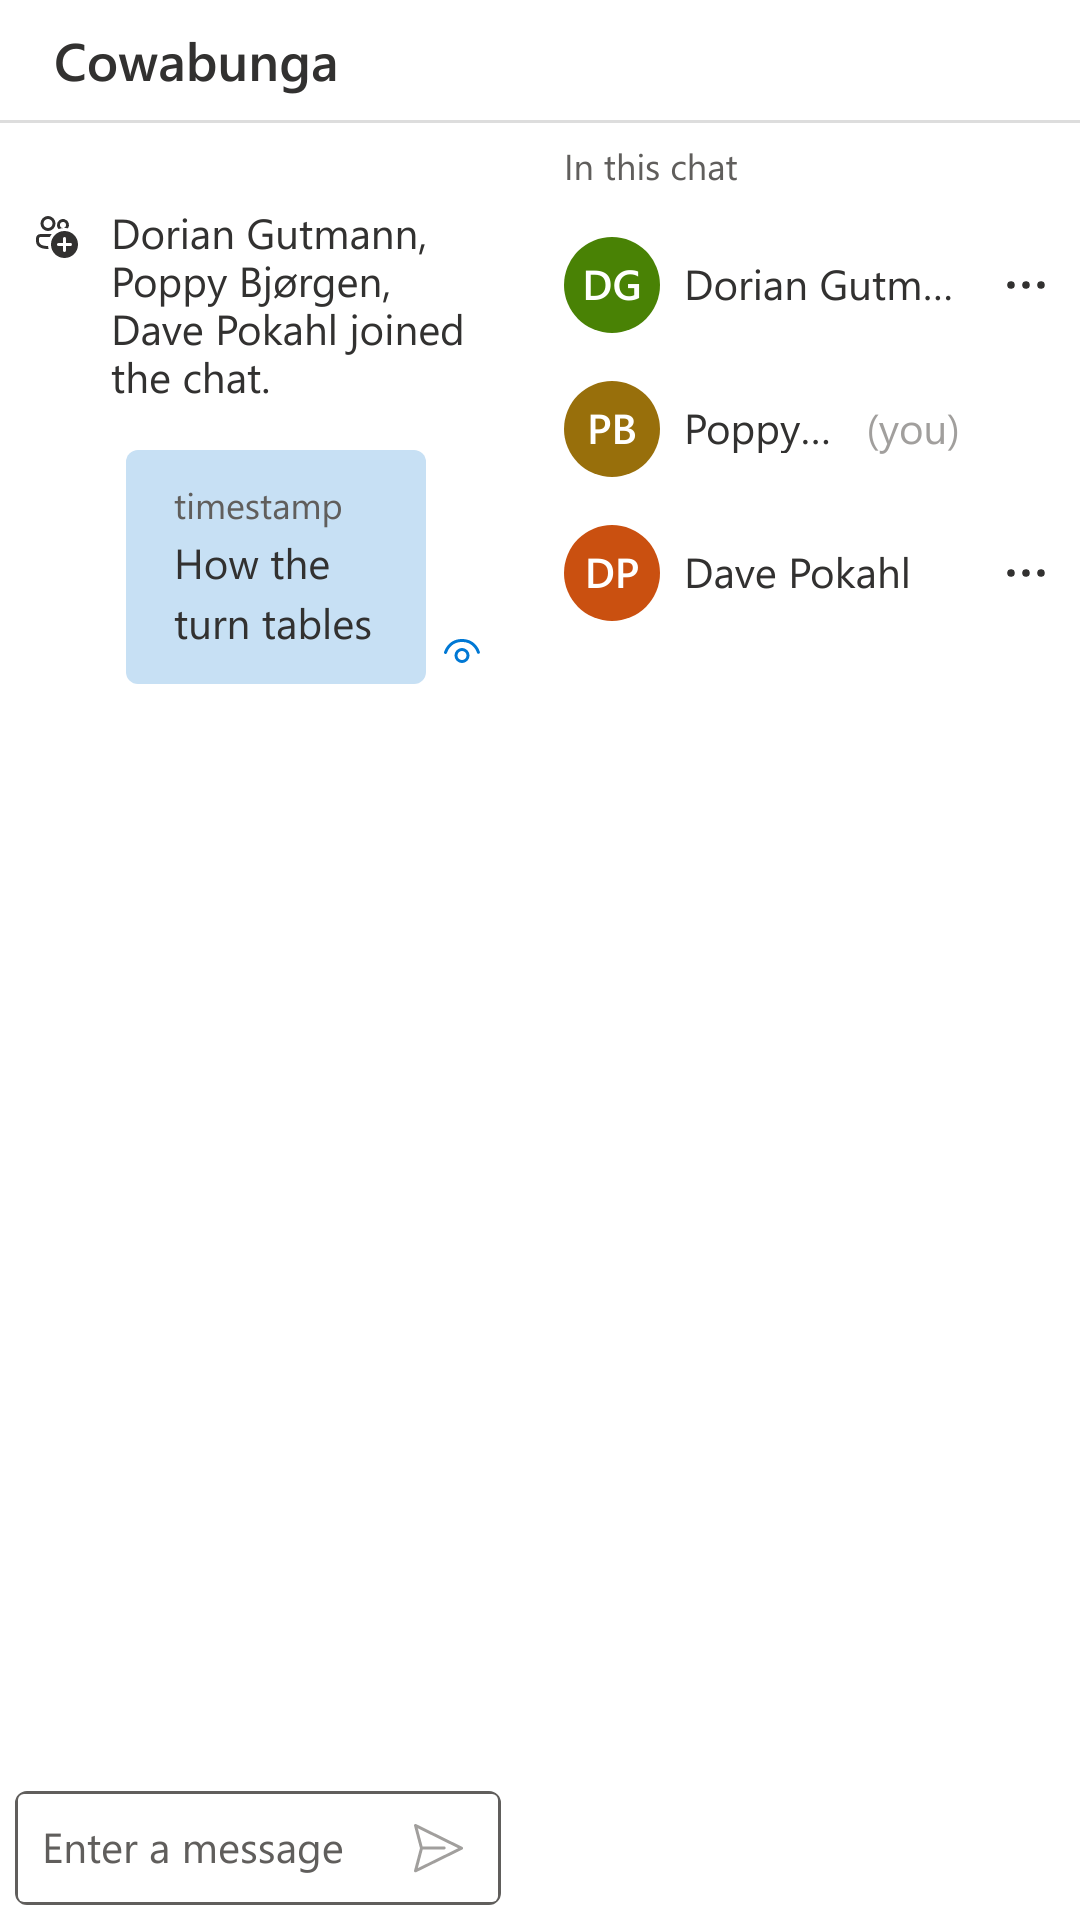 Cowabunga
Dorian Gutmann,
Poppy Bjørgen,
Dave Pokahl joined
the chat.
timestamp
How the
turn tables
In this chat
DG Dorian Gutm...
PB Poppy... (you)
DP Dave Pokahl
Enter a message